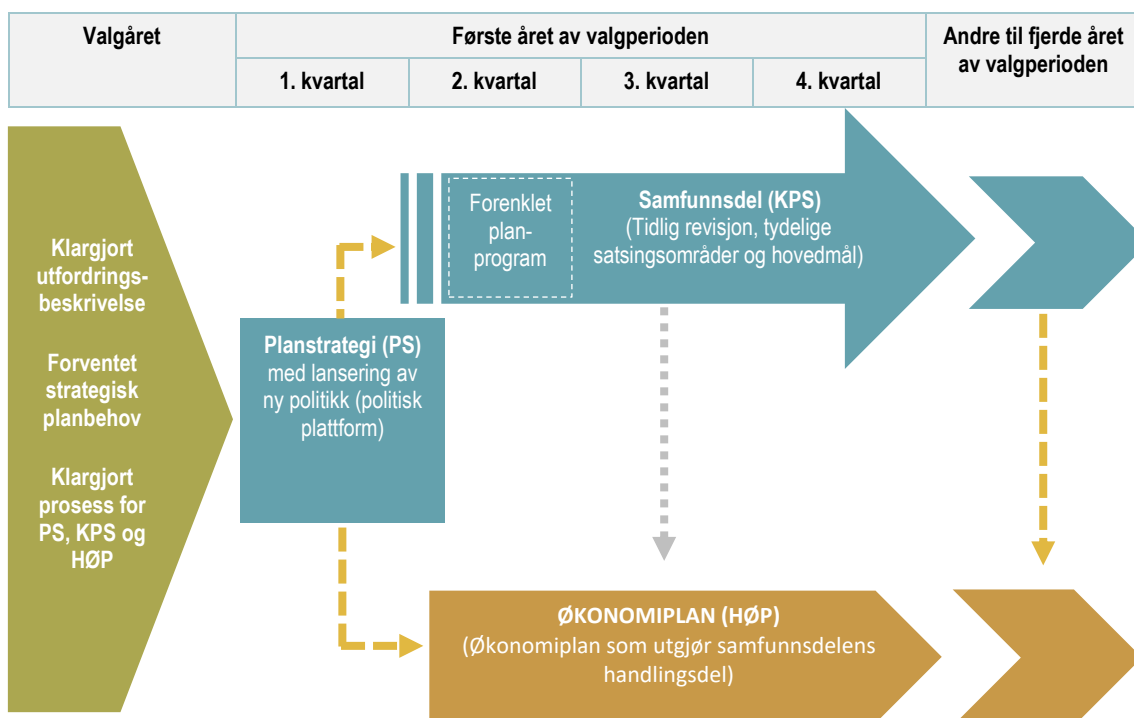 Valgåret
Første året av valgperioden
Andre til fjerde året
av valgperioden
1. kvartal
2. kvartal
3. kvartal
4. kvartal
Klargjort
utfordrings-
beskrivelse
Forventet
strategisk
planbehov
Klargjort
prosess for
PS, KPS og
HØP
Planstrategi (PS)
med lansering av
ny politikk (politisk
plattform)
Forenklet
plan-
program
Samfunnsdel (KPS)
(Tidlig revisjon, tydelige
satsingsområder og hovedmål)
ØKONOMIPLAN (HØP)
(Økonomiplan som utgjør samfunnsdelens
handlingsdel)